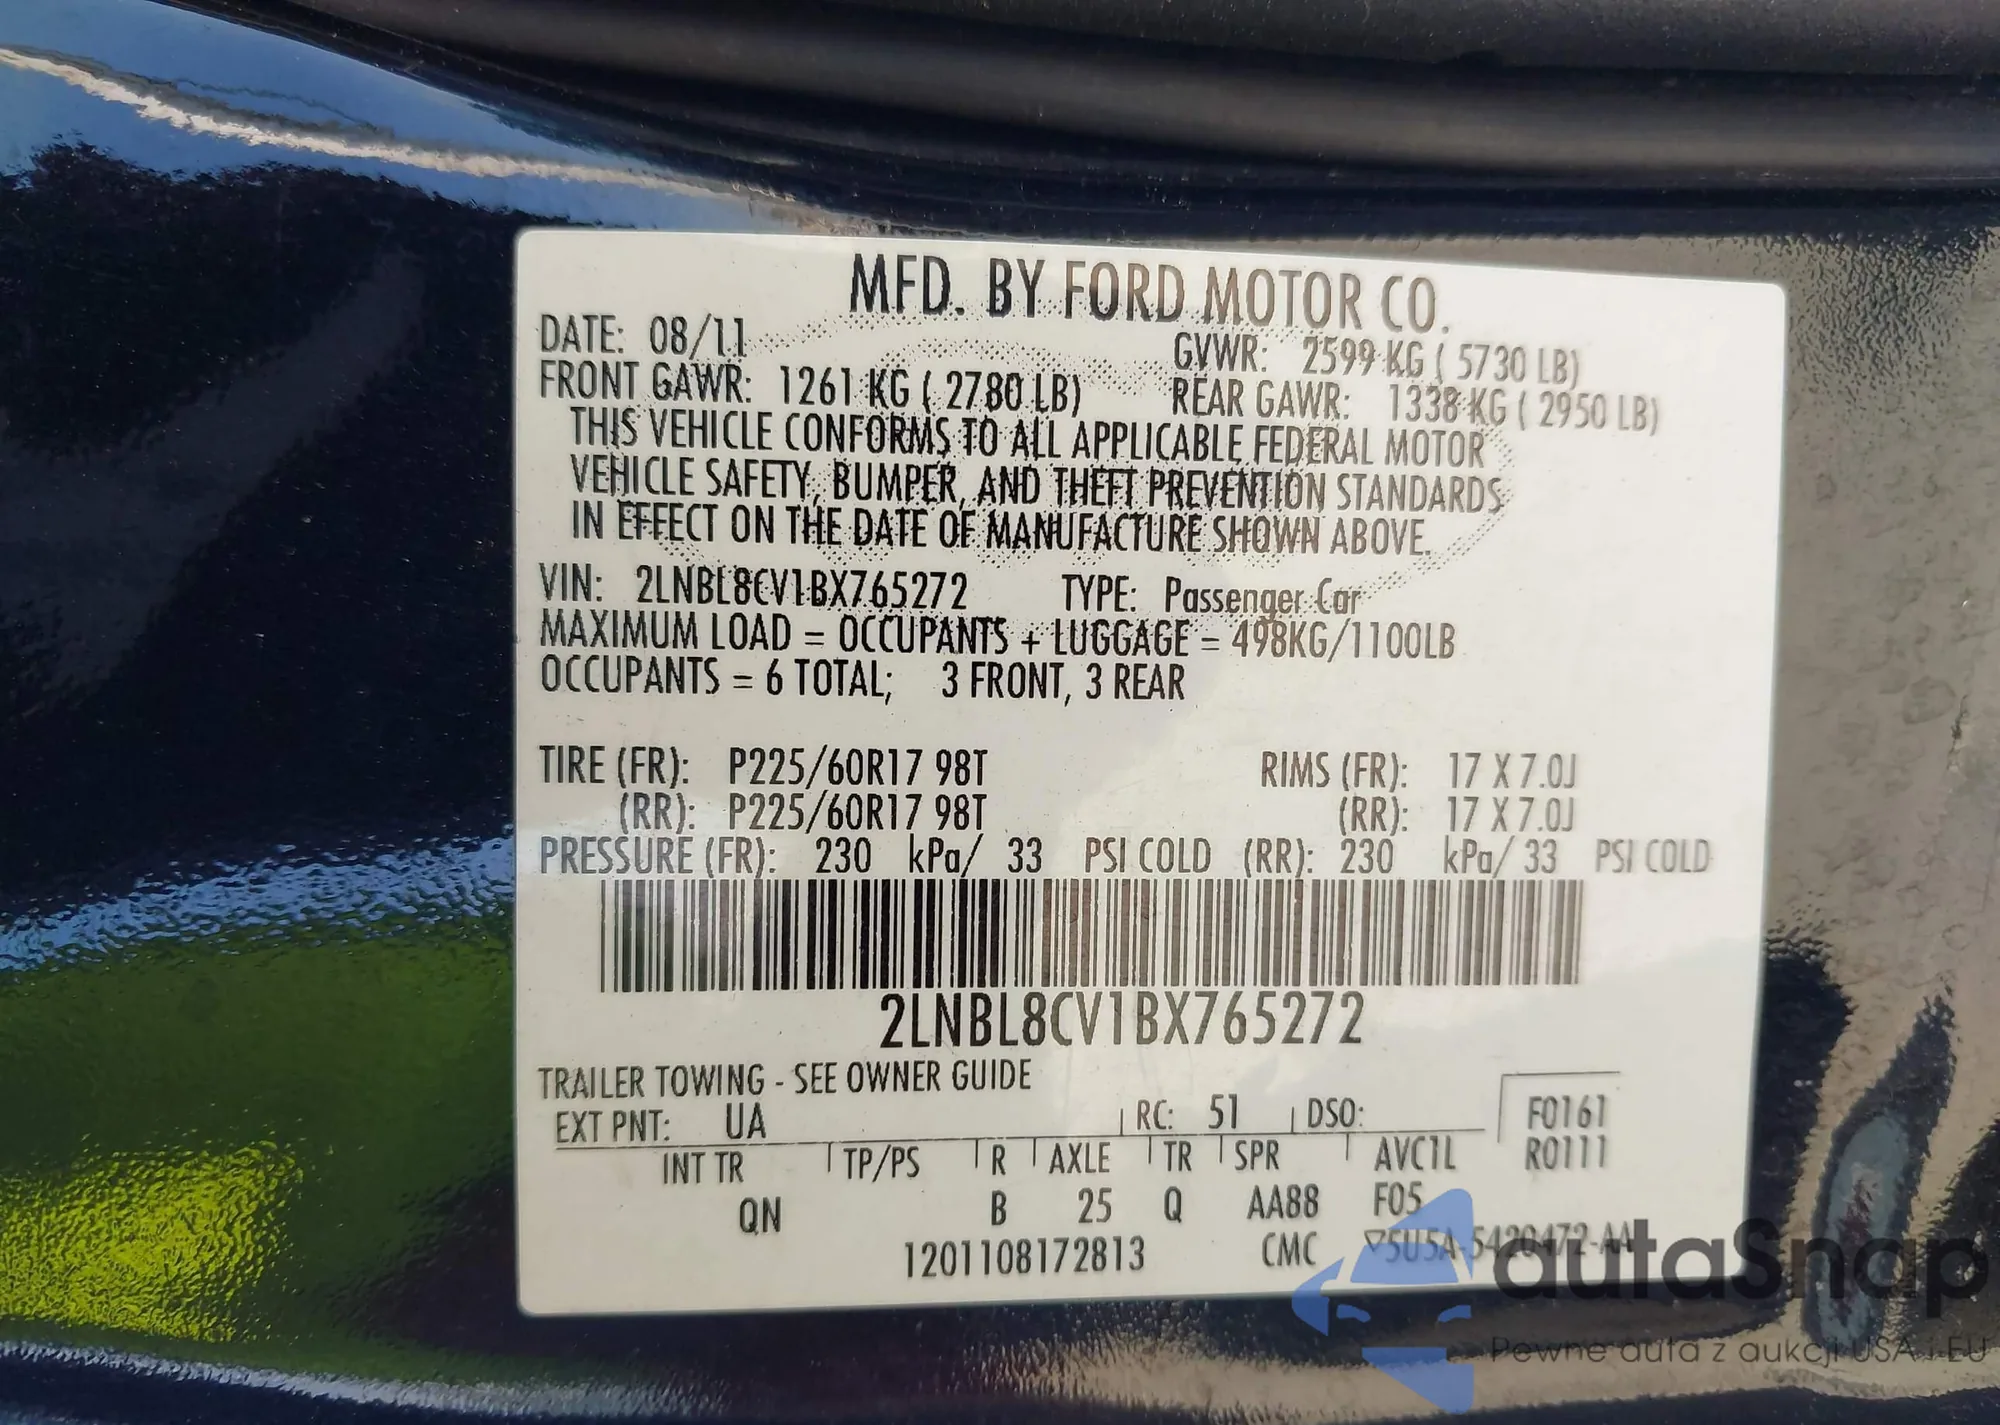 MFD. BY FORD MOTOR CO.
DATE: 08/11 GVWR: 2599 KG ( 5730 LB)
FRONT GAWR: 1261 KG ( 2780 LB) REAR GAWR: 1338 KG ( 2950 LB)
THIS VEHICLE CONFORMS TO ALL APPLICABLE FEDERAL MOTOR
VEHICLE SAFETY, BUMPER, AND THEFT PREVENTION STANDARDS
IN EFFECT ON THE DATE OF MANUFACTURE SHOWN ABOVE.
VIN: 2LNBL8CV1BX765272 TYPE: Passenger Car
MAXIMUM LOAD = OCCUPANTS + LUGGAGE = 498KG/1100LB
OCCUPANTS = 6 TOTAL; 3 FRONT, 3 REAR
TIRE (FR): P225/60R17 98T RIMS (FR): 17 X 7.0J
(RR): P225/60R17 98T (RR): 17 X 7.0J
PRESSURE (FR): 230 kPa/ 33 PSI COLD (RR): 230 kPa/ 33 PSI COLD
2LNBL8CV1BX765272
TRAILER TOWING - SEE OWNER GUIDE
EXT PNT: UA RC: 51 DSO: F0161
INT TR TP/PS R AXLE TR SPR AVC1L R0111
QN B 25 Q AA88 F05
1201108172813 CMC 5U5A-5420472-AA
autaSnap
Pewne auta z aukcji USA i EU